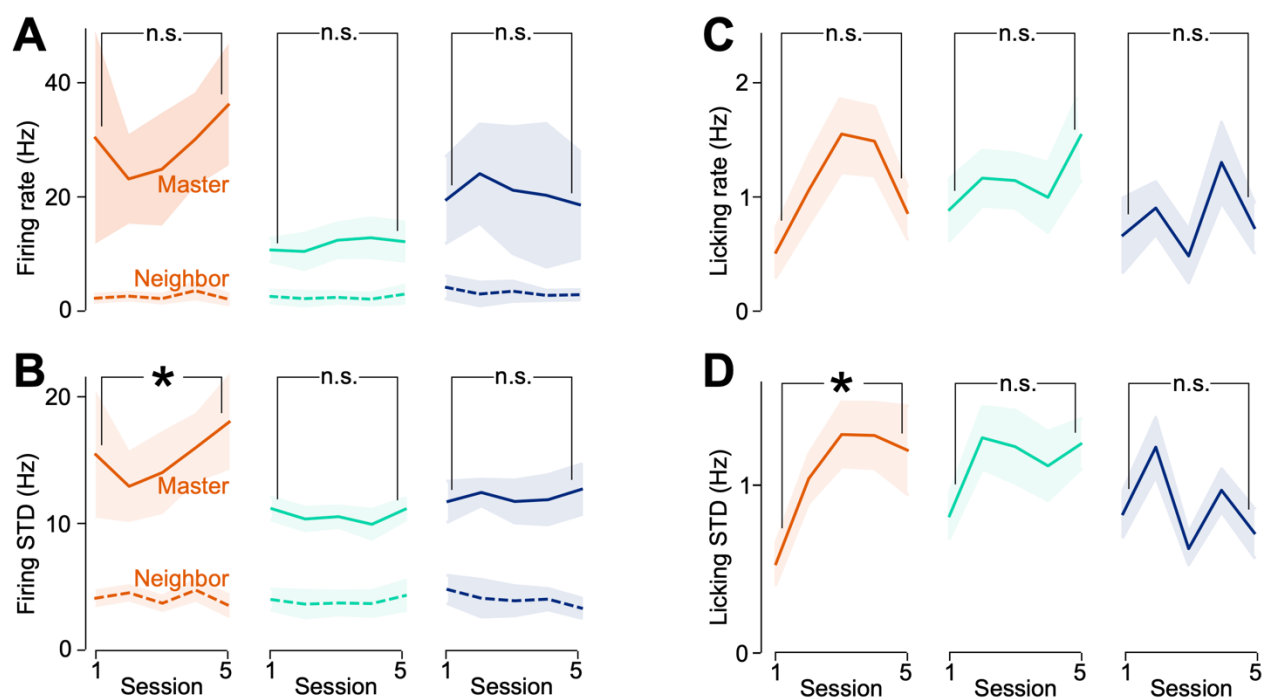 A
Firing rate (Hz)
40
20
0
n.s.
n.s.
n.s.
Master
Neighbor
C
Licking rate (Hz)
2
1
0
n.s.
n.s.
n.s.
B
Firing STD (Hz)
20
10
0
*
n.s.
n.s.
Master
Neighbor
1 5
Session
1 5
Session
1 5
Session
D
Licking STD (Hz)
1
0
*
n.s.
n.s.
1 5
Session
1 5
Session
1 5
Session